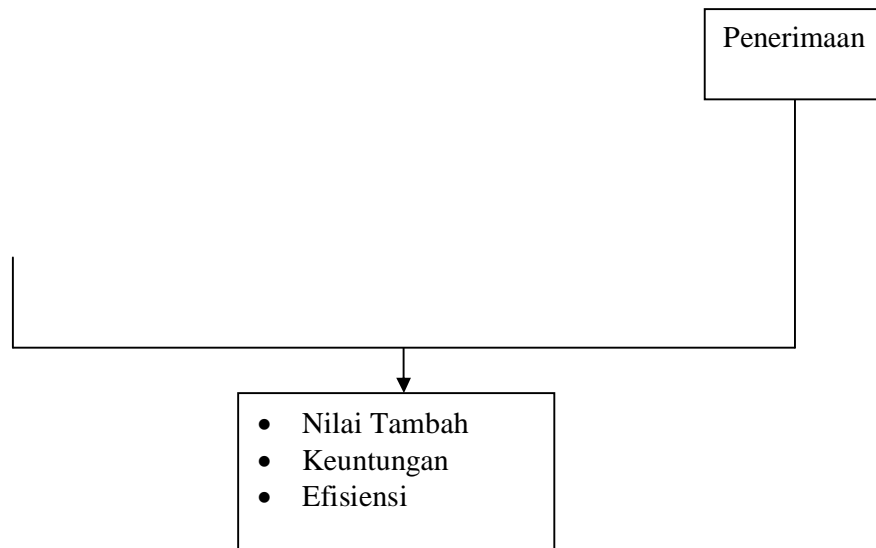 Penerimaan
• Nilai Tambah
• Keuntungan
• Efisiensi